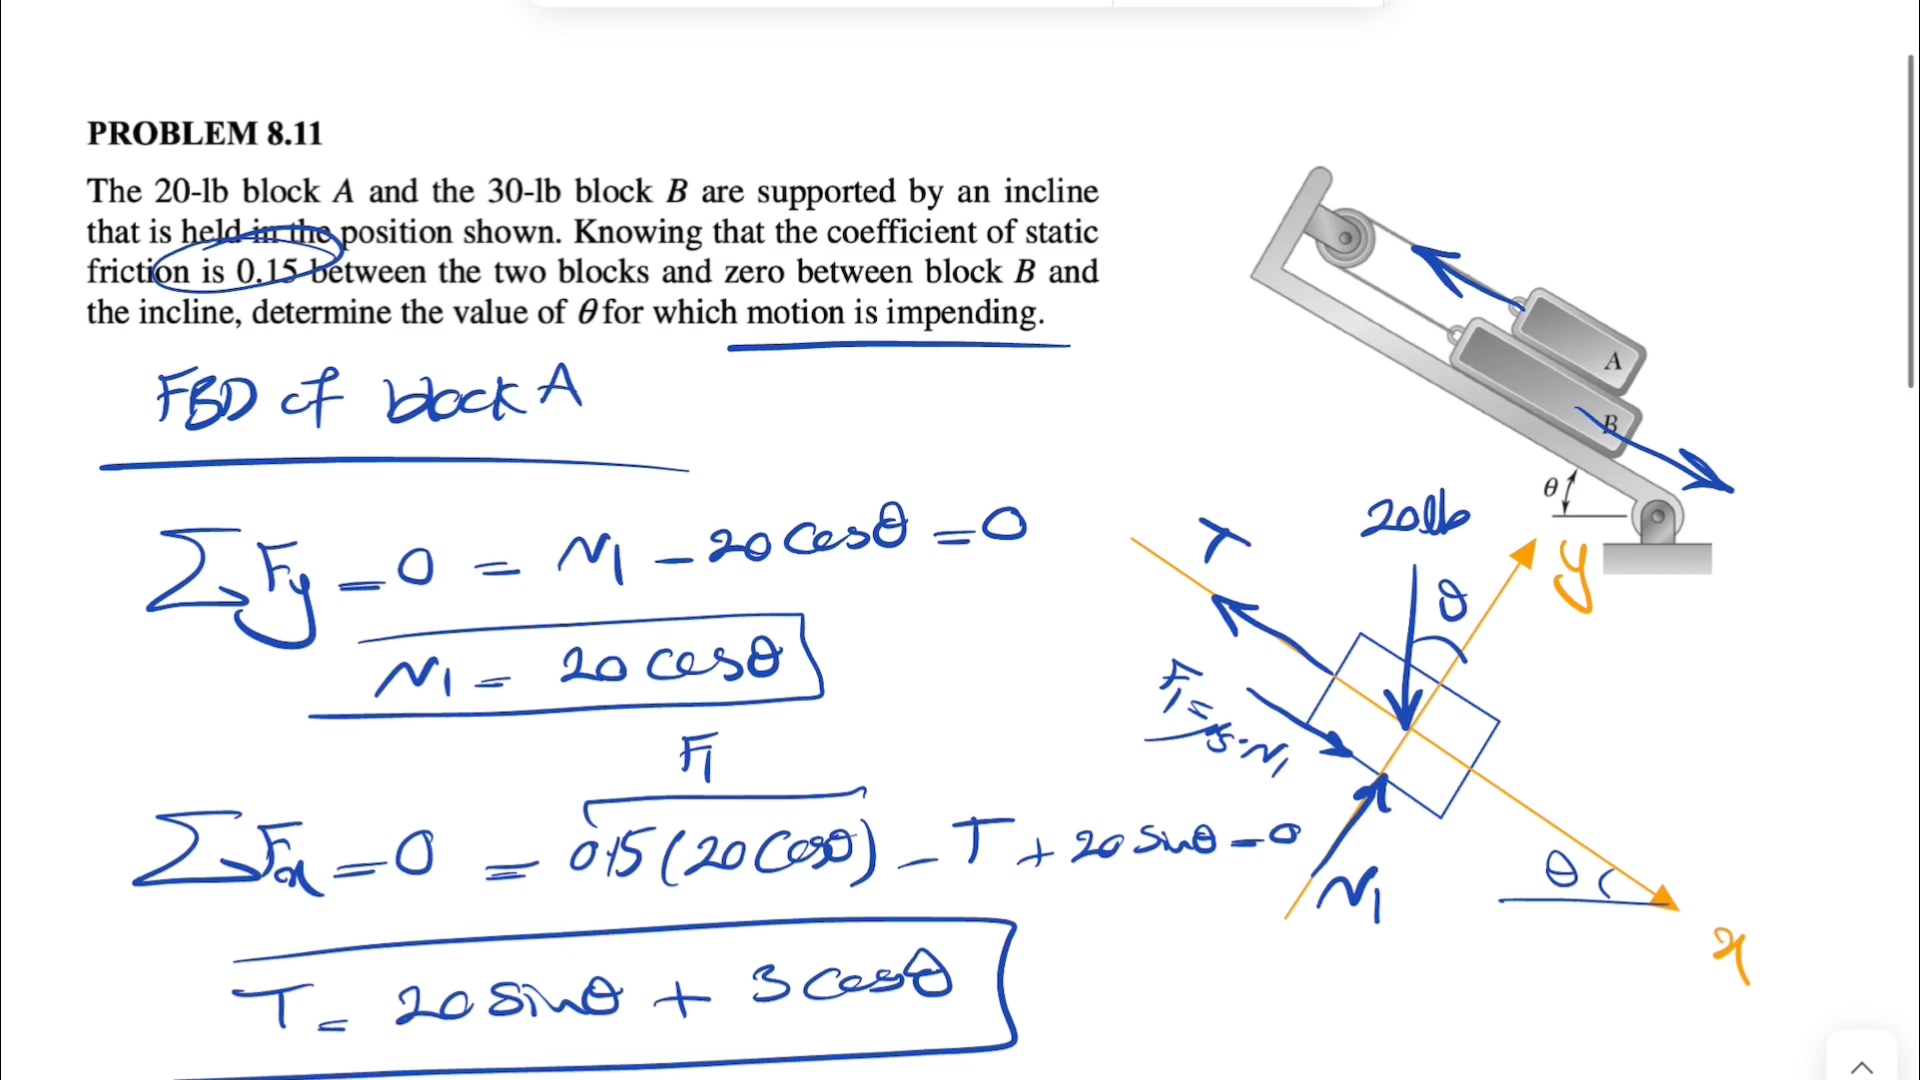 PROBLEM 8.11
The 20-lb block A and the 30-lb block B are supported by an incline
that is held in the position shown. Knowing that the coefficient of static
friction is 0.15 between the two blocks and zero between block B and
the incline, determine the value of θ for which motion is impending.
A
B
θ
FBD of block A
ΣFy = 0 = N1 - 20 cosθ = 0
N1 = 20 cosθ
F1
ΣFx = 0 = 0.15 (20 cosθ) - T + 20 sinθ = 0
T = 20 sinθ + 3 cosθ
T
20lb
θ
y
N1
θ
x